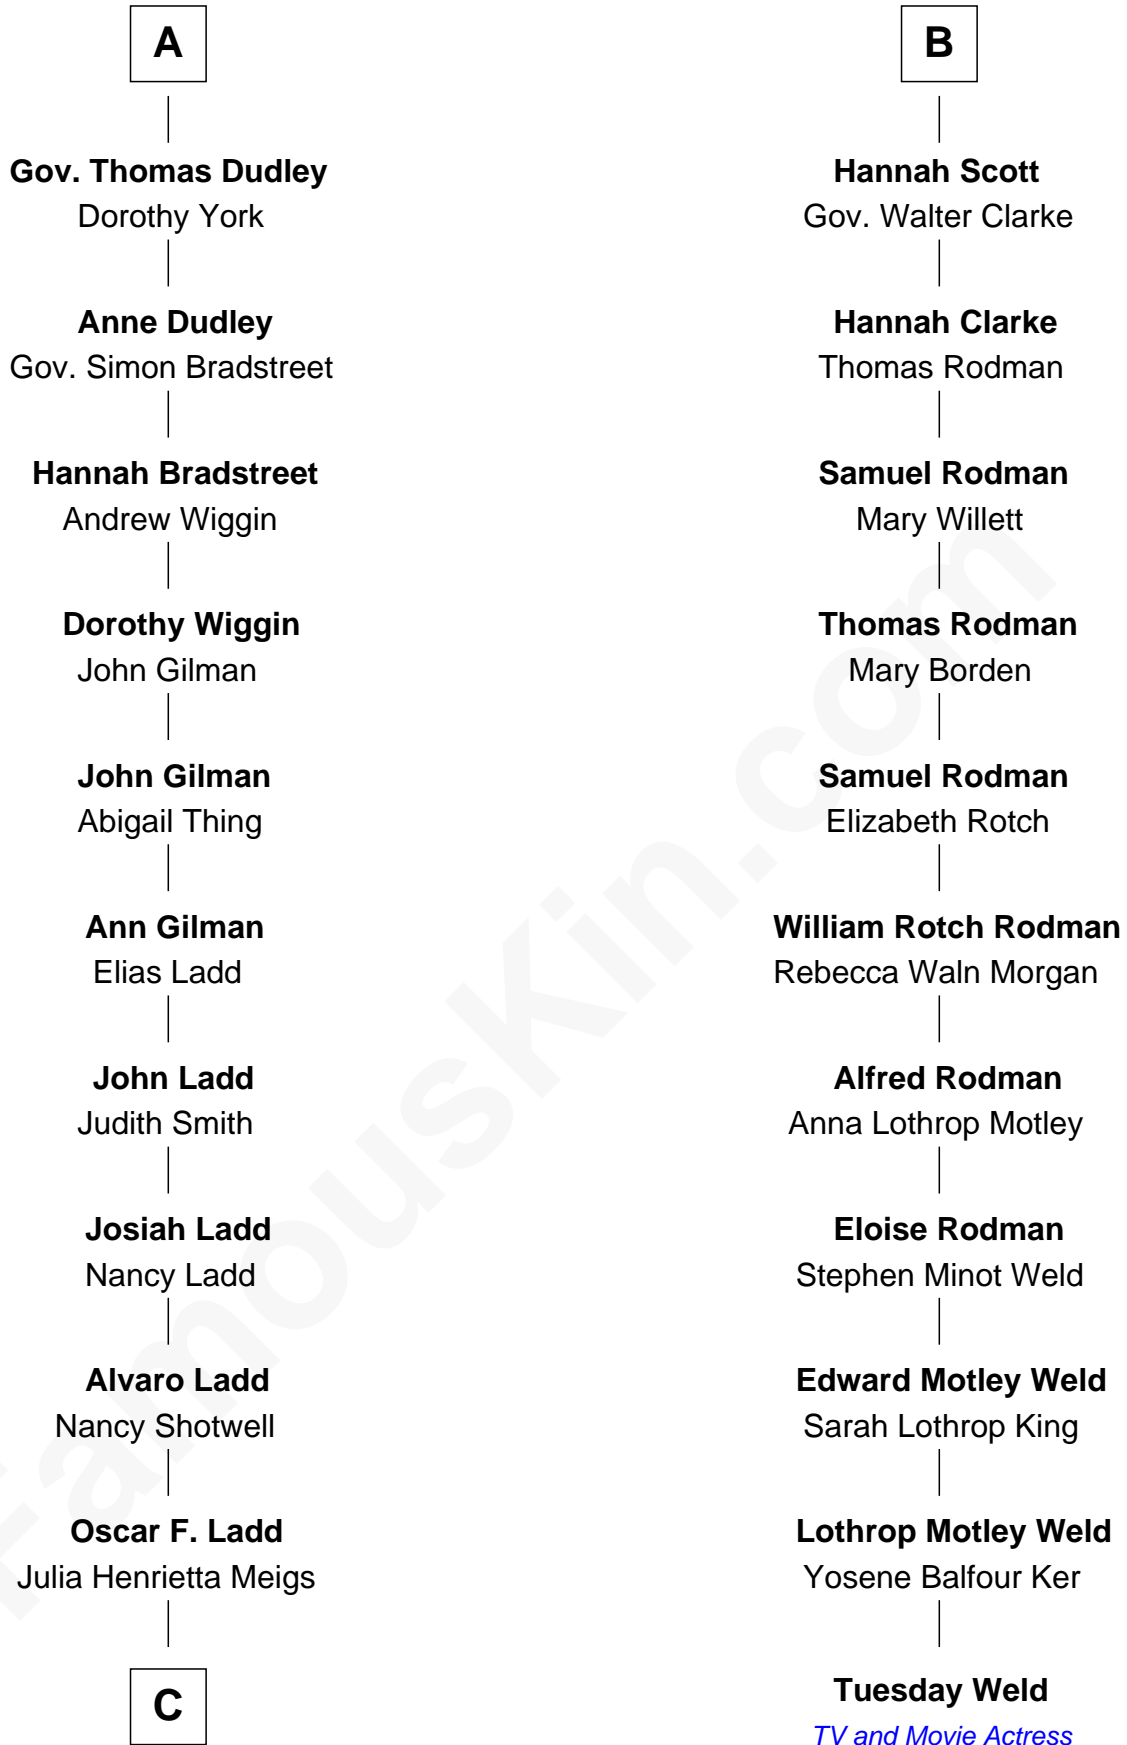 A
Gov. Thomas Dudley
Dorothy York
Anne Dudley
Gov. Simon Bradstreet
Hannah Bradstreet
Andrew Wiggin
Dorothy Wiggin
John Gilman
John Gilman
Abigail Thing
Ann Gilman
Elias Ladd
John Ladd
Judith Smith
Josiah Ladd
Nancy Ladd
Alvaro Ladd
Nancy Shotwell
Oscar F. Ladd
Julia Henrietta Meigs
C
B
Hannah Scott
Gov. Walter Clarke
Hannah Clarke
Thomas Rodman
Samuel Rodman
Mary Willett
Thomas Rodman
Mary Borden
Samuel Rodman
Elizabeth Rotch
William Rotch Rodman
Rebecca Waln Morgan
Alfred Rodman
Anna Lothrop Motley
Eloise Rodman
Stephen Minot Weld
Edward Motley Weld
Sarah Lothrop King
Lothrop Motley Weld
Yosene Balfour Ker
Tuesday Weld
TV and Movie Actress
FamousKin.com